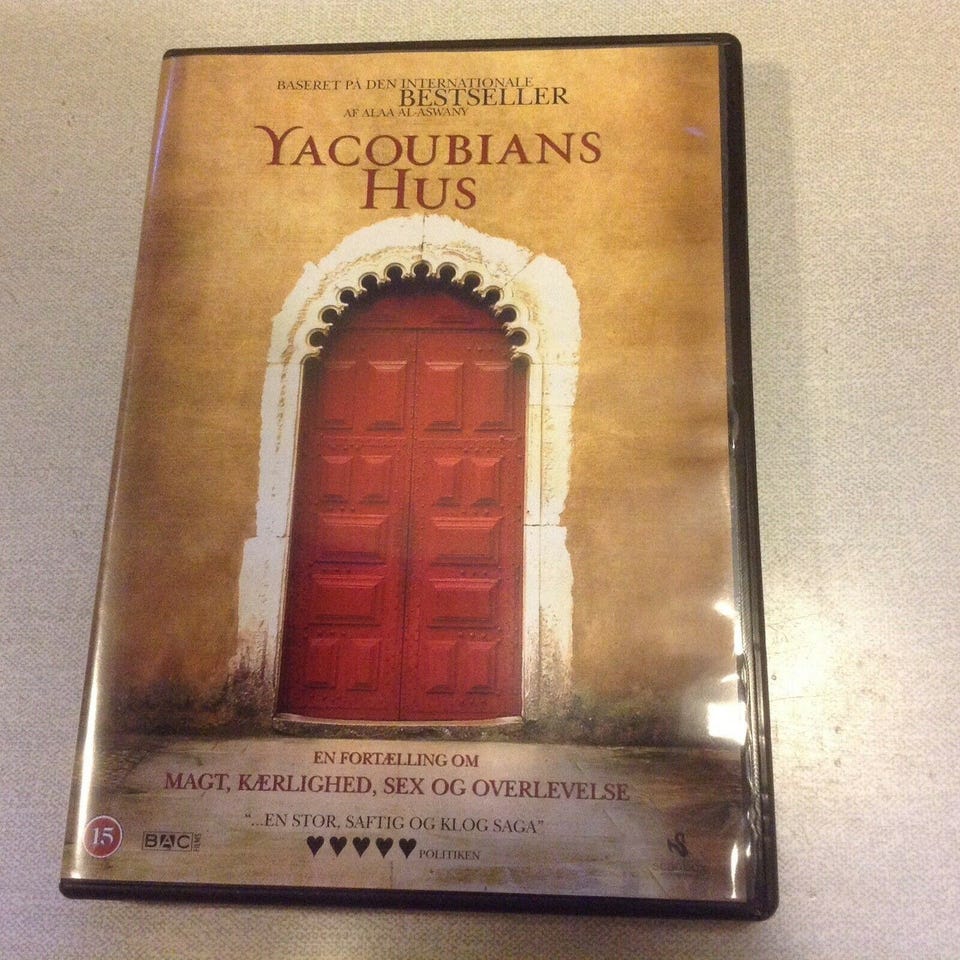 BASERET PÅ DEN INTERNATIONALE
BESTSELLER
AF ALAA AL-ASWANY
YACOUBIANS
HUS
EN FORTÆLLING OM
MAGT, KÆRLIGHED, SEX OG OVERLEVELSE
“...EN STOR, SAFTIG OG KLOG SAGA”
♥♥♥♥♥ POLITIKEN
15
BAC FILMS